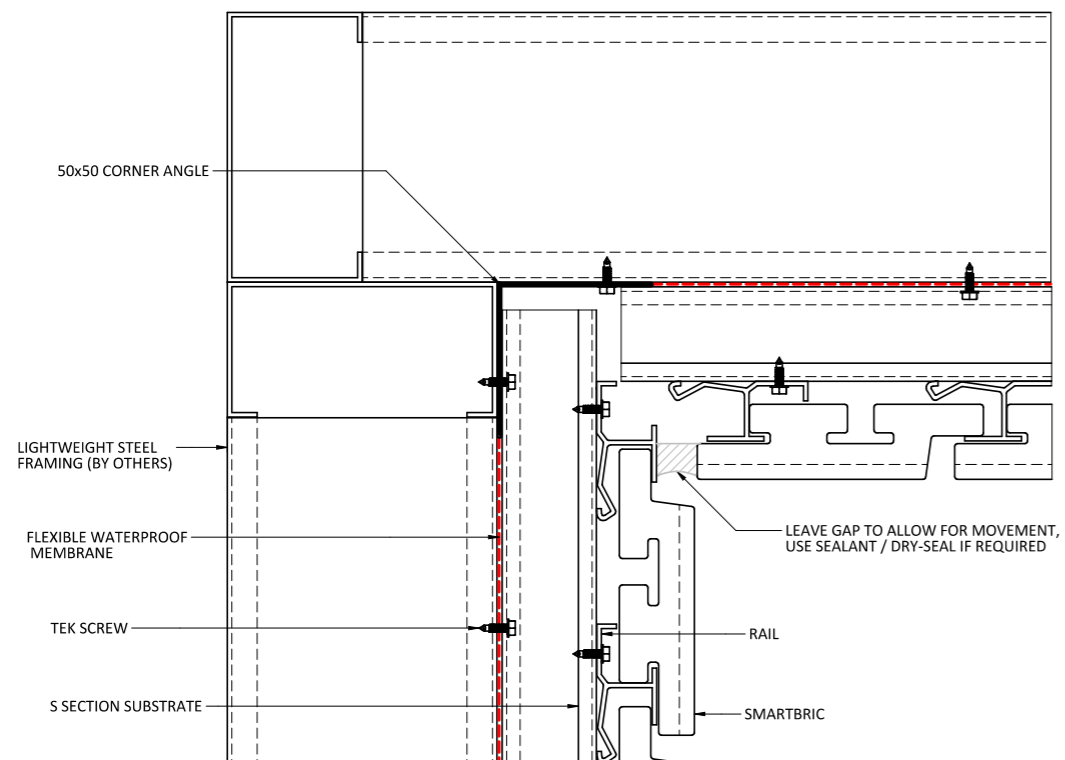 50x50 CORNER ANGLE
LIGHTWEIGHT STEEL
FRAMING (BY OTHERS)
FLEXIBLE WATERPROOF
MEMBRANE
LEAVE GAP TO ALLOW FOR MOVEMENT,
USE SEALANT / DRY-SEAL IF REQUIRED
TEK SCREW
RAIL
S SECTION SUBSTRATE
SMARTBRIC